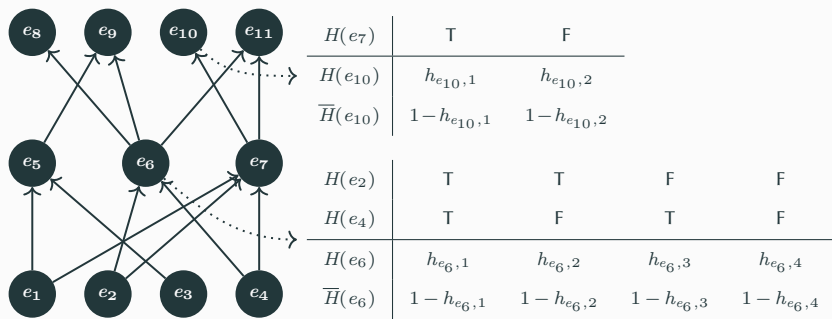 e₈ e₉ e₁₀ e₁₁
H(e₇) T F
H(e₁₀) h_{e₁₀,1} h_{e₁₀,2}
H̅(e₁₀) 1−h_{e₁₀,1} 1−h_{e₁₀,2}
e₅ e₆ e₇
H(e₂) T T F F
H(e₄) T F T F
H(e₆) h_{e₆,1} h_{e₆,2} h_{e₆,3} h_{e₆,4}
H̅(e₆) 1−h_{e₆,1} 1−h_{e₆,2} 1−h_{e₆,3} 1−h_{e₆,4}
e₁ e₂ e₃ e₄